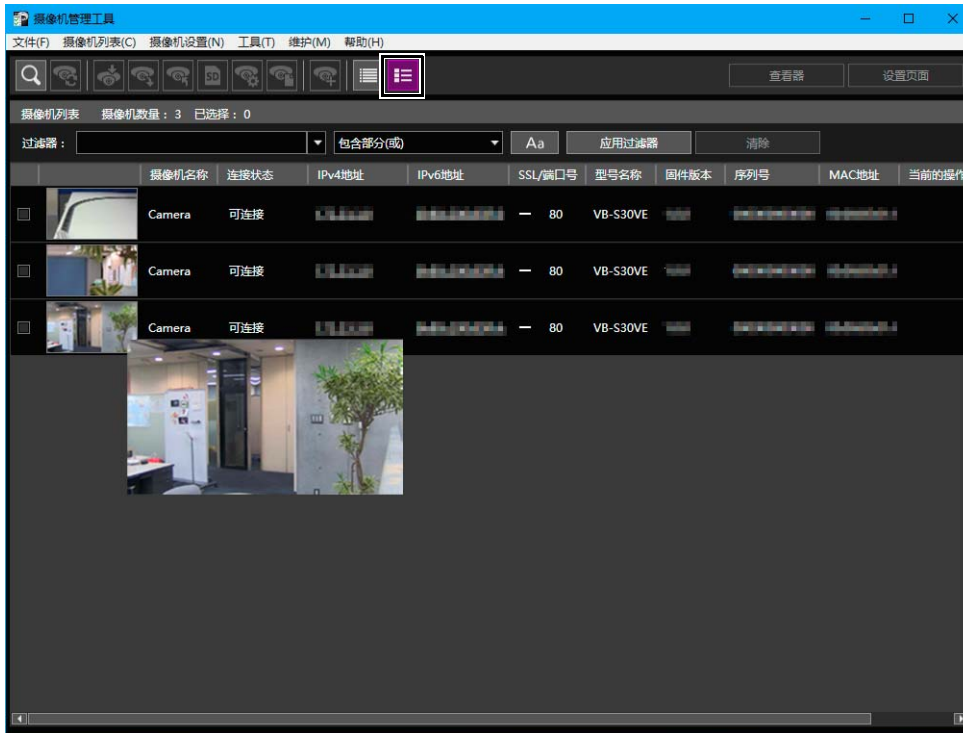 摄像机管理工具
文件(F) 摄像机列表(C) 摄像机设置(N) 工具(T) 维护(M) 帮助(H)
SD 查看器 设置页面
摄像机列表 摄像机数量：3 已选择：0
过滤器： 包含部分(或) Aa 应用过滤器 清除
摄像机名称 连接状态 IPv4地址 IPv6地址 SSL/端口号 型号名称 固件版本 序列号 MAC地址 当前的操作
Camera 可连接 — 80 VB-S30VE
Camera 可连接 — 80 VB-S30VE
Camera 可连接 — 80 VB-S30VE